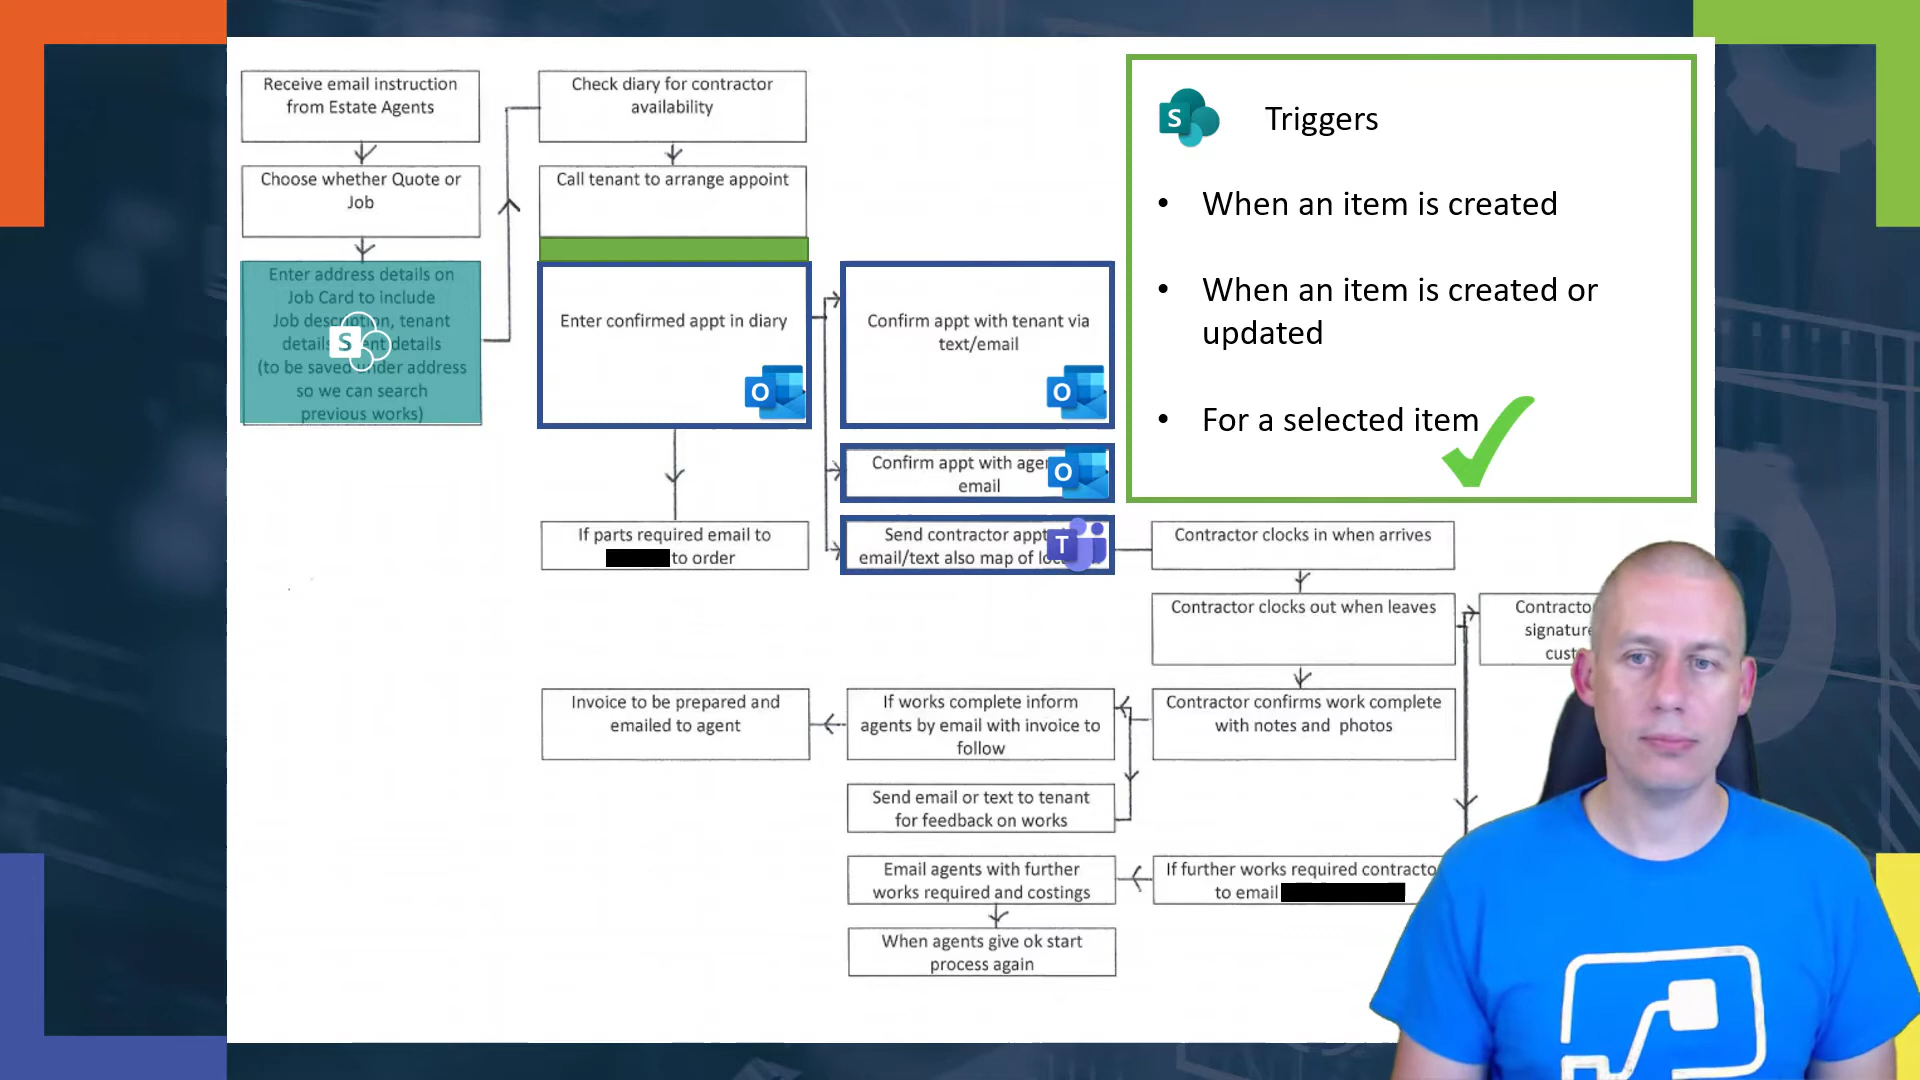 Receive email instruction
from Estate Agents
Choose whether Quote or
Job
Enter address details on
Job Card to include
Job description, tenant
details
details
(to be saved under address
so we can search
previous works)
S
Check diary for contractor
availability
Call tenant to arrange appoint
Enter confirmed appt in diary
O
If parts required email to
to order
Confirm appt with tenant via
text/email
O
Confirm appt with
email
O
Send contractor appt
email/text also map of
T
S
Triggers
• When an item is created
• When an item is created or
updated
• For a selected item
Contractor clocks in when arrives
Contractor clocks out when leaves
Contractor confirms work complete
with notes and photos
If works complete inform
agents by email with invoice to
follow
Invoice to be prepared and
emailed to agent
Send email or text to tenant
for feedback on works
If further works required
to email
Email agents with further
works required and costings
When agents give ok start
process again